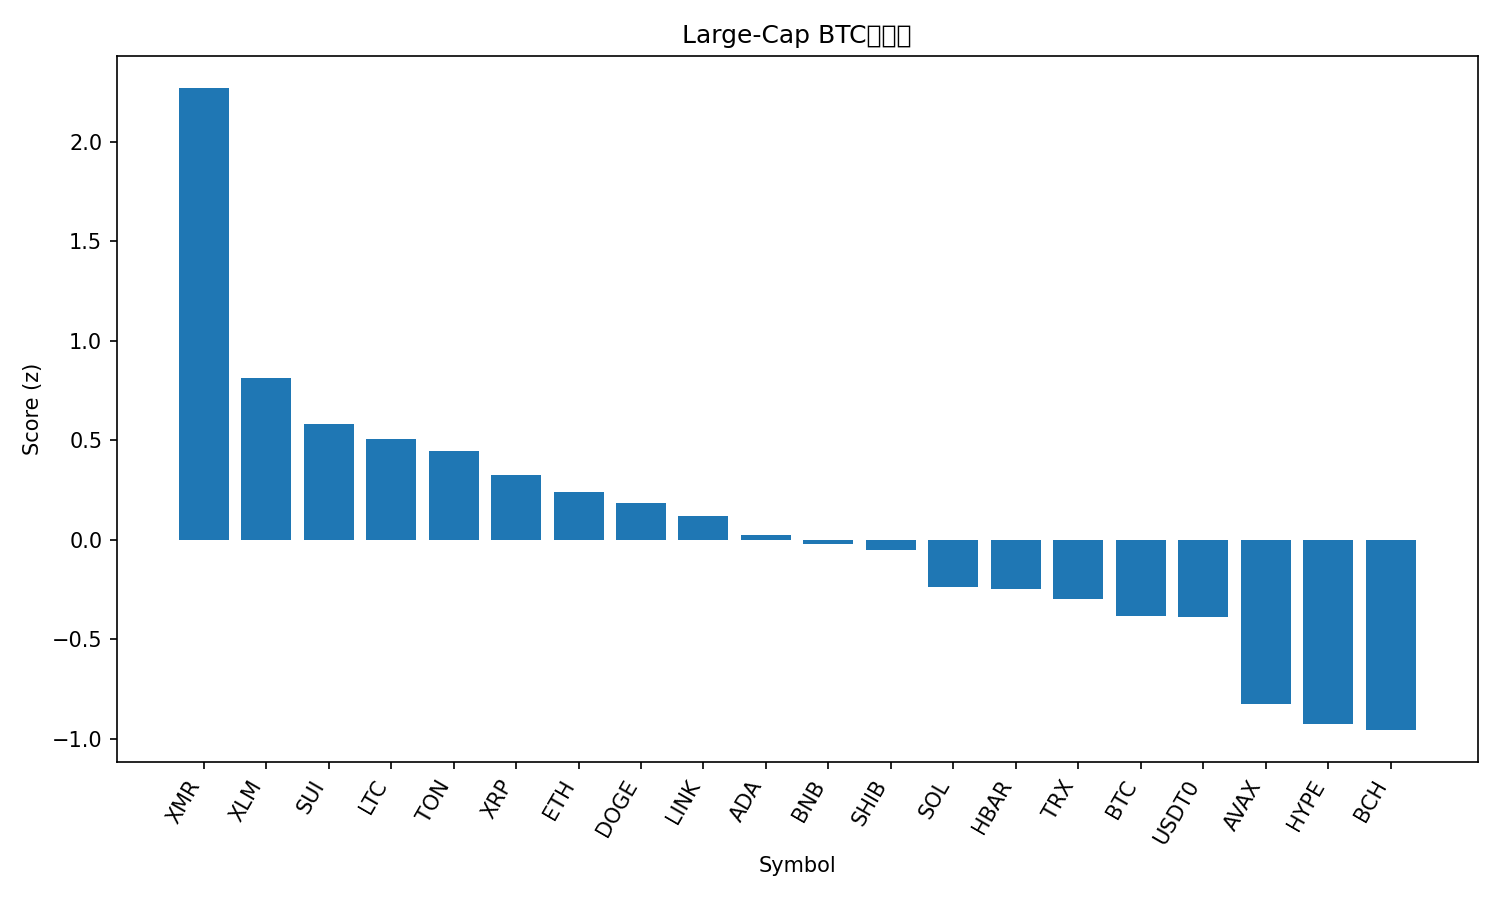 Large-Cap BTC
Score (z)
2.0
1.5
1.0
0.5
0.0
−0.5
−1.0
XMR
XLM
SUI
LTC
TON
XRP
ETH
DOGE
LINK
ADA
BNB
SHIB
SOL
HBAR
TRX
BTC
USDT0
AVAX
HYPE
BCH
Symbol